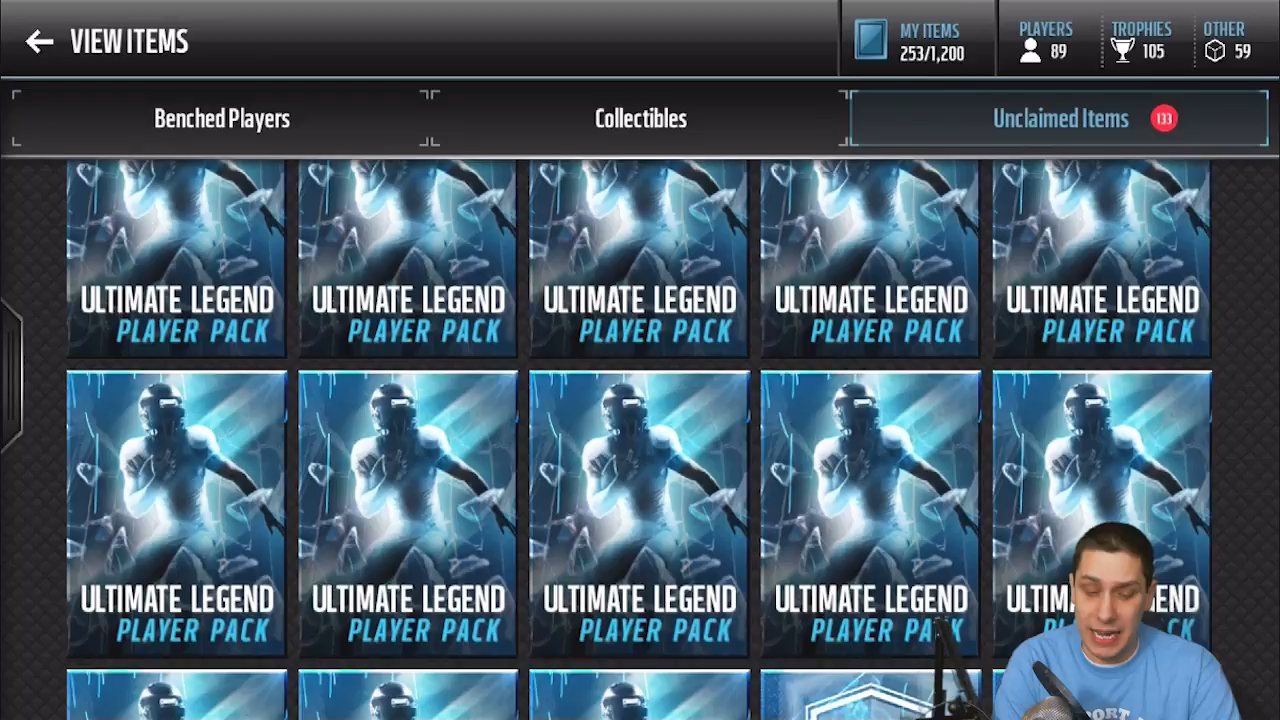 VIEW ITEMS
MY ITEMS
253/1,200
PLAYERS
89
TROPHIES
105
OTHER
59
Benched Players
Collectibles
Unclaimed Items
133
ULTIMATE LEGEND
PLAYER PACK
ULTIMATE LEGEND
PLAYER PACK
ULTIMATE LEGEND
PLAYER PACK
ULTIMATE LEGEND
PLAYER PACK
ULTIMATE LEGEND
PLAYER PACK
ULTIMATE LEGEND
PLAYER PACK
ULTIMATE LEGEND
PLAYER PACK
ULTIMATE LEGEND
PLAYER PACK
ULTIMATE LEGEND
PLAYER PACK